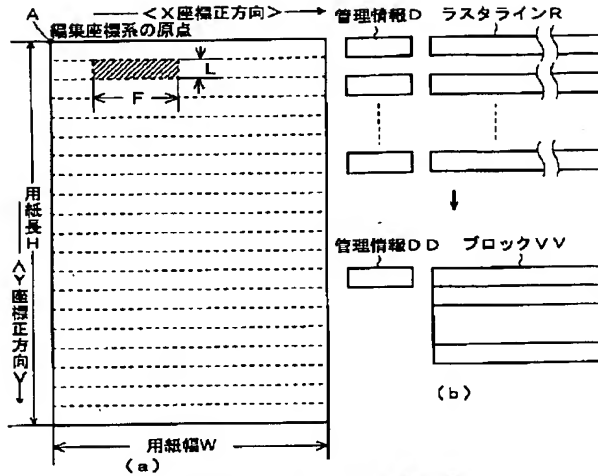 A
<X座標正方向>
編集座標系の原点
L
F
用紙長H
<Y座標正方向>
用紙幅W
(a)
管理情報D ラスタラインR
管理情報DD ブロックVV
(b)